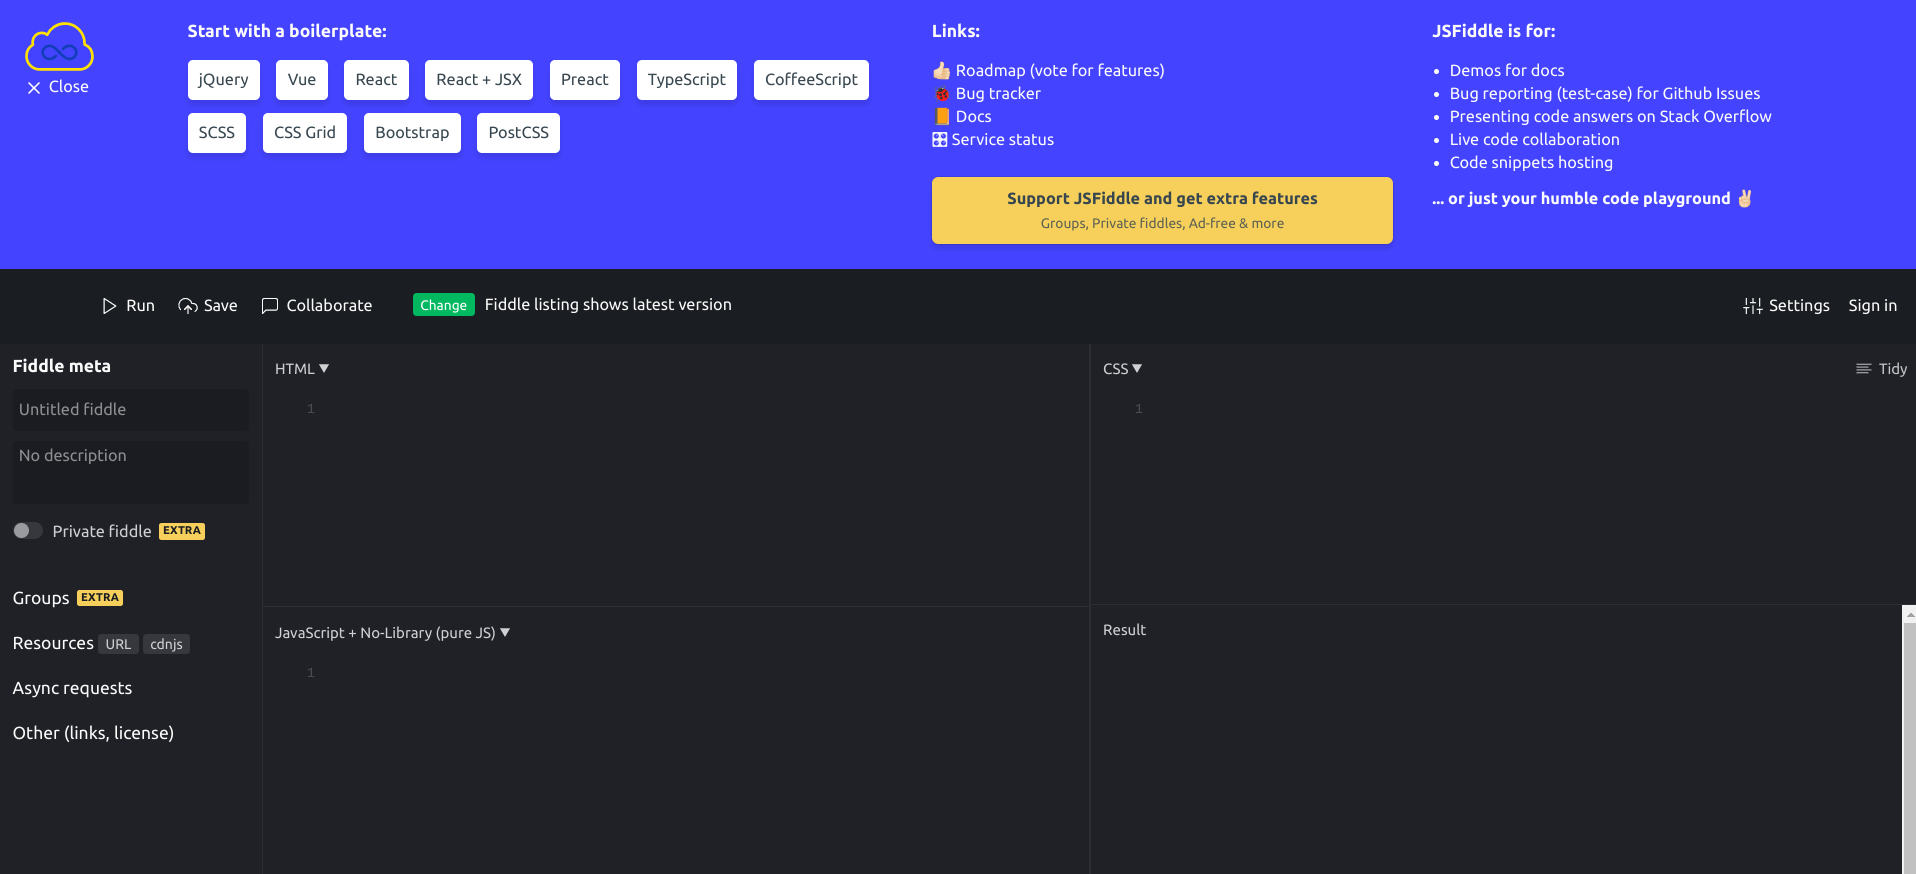 Close
Start with a boilerplate:
jQuery Vue React React + JSX Preact TypeScript CoffeeScript
SCSS CSS Grid Bootstrap PostCSS
Links:
👍🏻 Roadmap (vote for features)
🐞 Bug tracker
📙 Docs
🎛 Service status
Support JSFiddle and get extra features
Groups, Private fiddles, Ad-free & more
JSFiddle is for:
• Demos for docs
• Bug reporting (test-case) for Github Issues
• Presenting code answers on Stack Overflow
• Live code collaboration
• Code snippets hosting
... or just your humble code playground ✌🏻
Run Save Collaborate Change Fiddle listing shows latest version Settings Sign in
Fiddle meta
Untitled fiddle
No description
Private fiddle EXTRA
Groups EXTRA
Resources URL cdnjs
Async requests
Other (links, license)
HTML ▼
1
CSS ▼ Tidy
1
JavaScript + No-Library (pure JS) ▼
1
Result